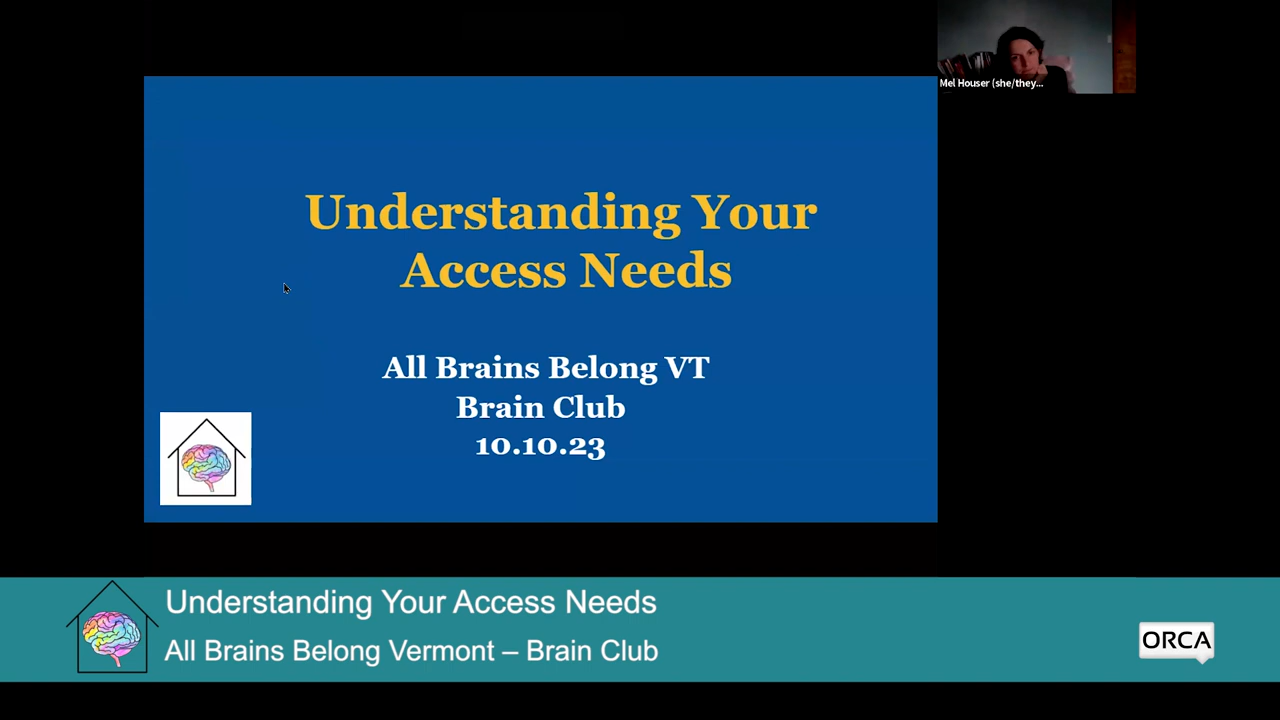 Mel Houser (she/they...
Understanding Your
Access Needs
All Brains Belong VT
Brain Club
10.10.23
Understanding Your Access Needs
All Brains Belong Vermont – Brain Club
ORCA